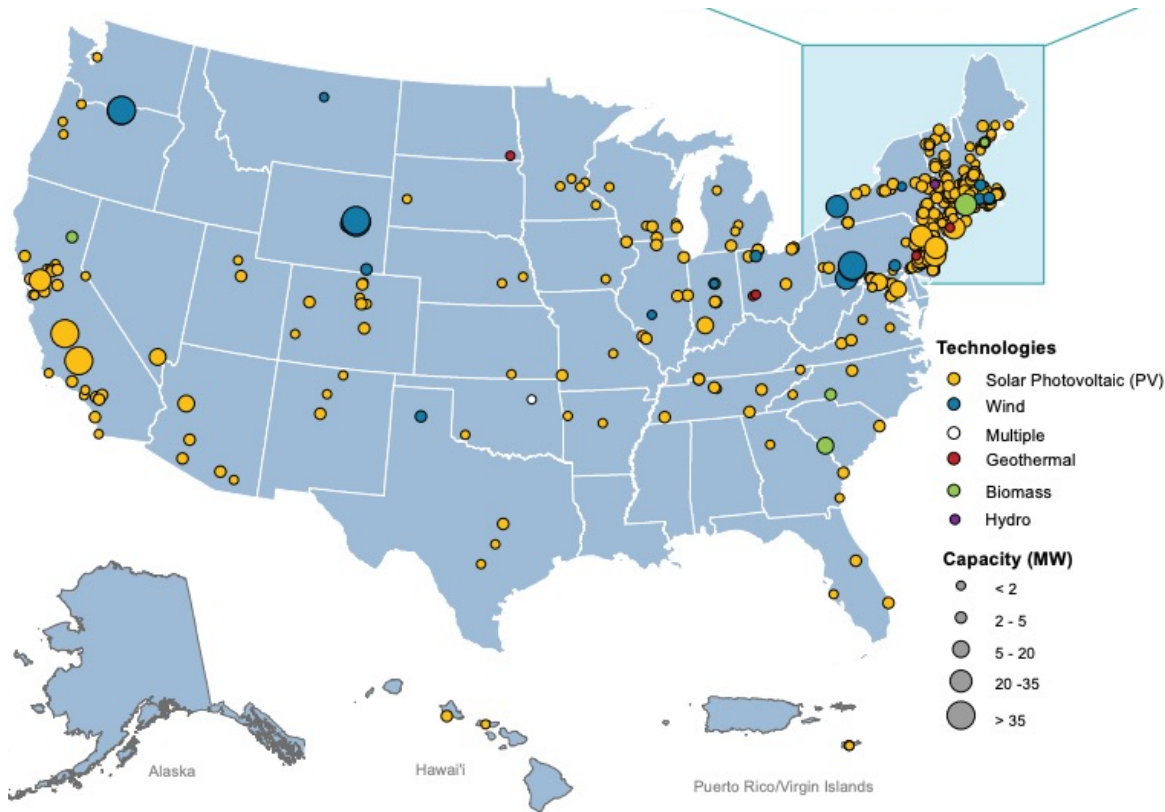 Technologies
Solar Photovoltaic (PV)
Wind
Multiple
Geothermal
Biomass
Hydro
Capacity (MW)
< 2
2 - 5
5 - 20
20 -35
> 35
Alaska
Hawai'i
Puerto Rico/Virgin Islands